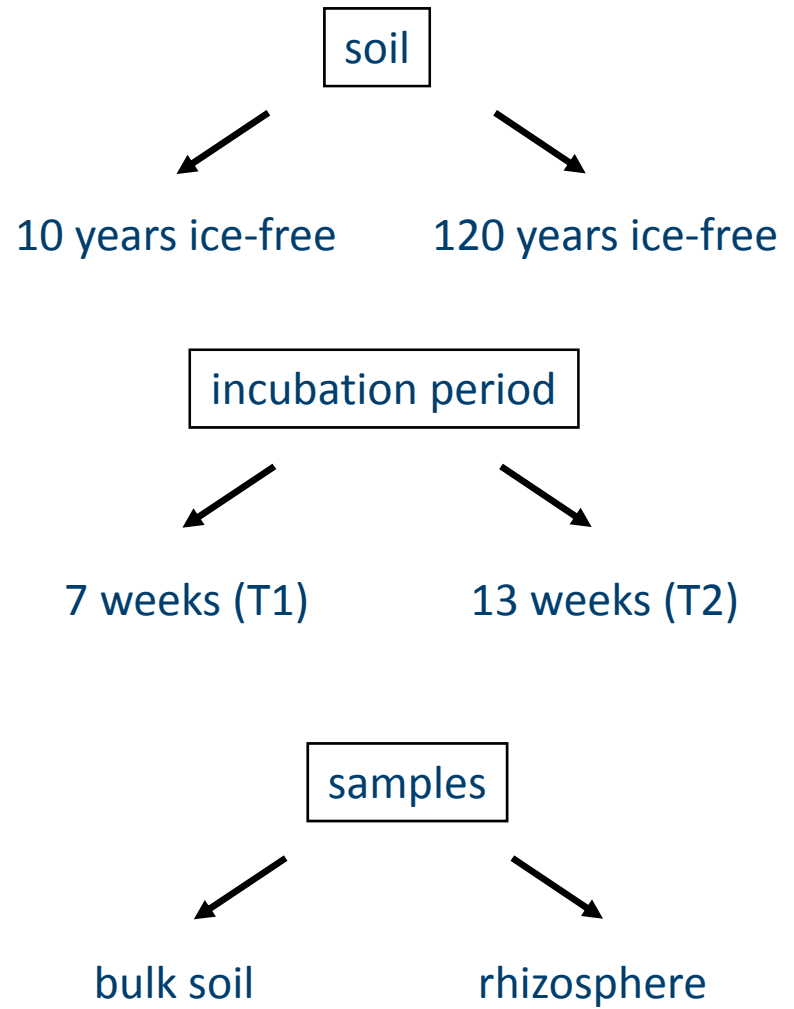 soil
10 years ice-free
120 years ice-free
incubation period
7 weeks (T1)
13 weeks (T2)
samples
bulk soil
rhizosphere